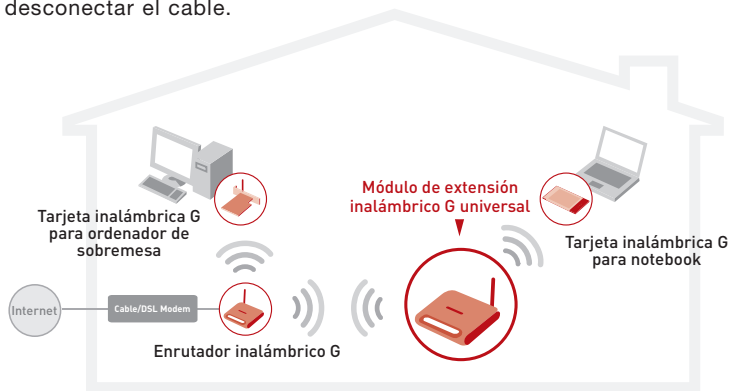 desconectar el cable.
Módulo de extensión
inalámbrico G universal
Tarjeta inalámbrica G
para ordenador de
sobremesa
Tarjeta inalámbrica G
para notebook
Internet
Cable/DSL Modem
Enrutador inalámbrico G